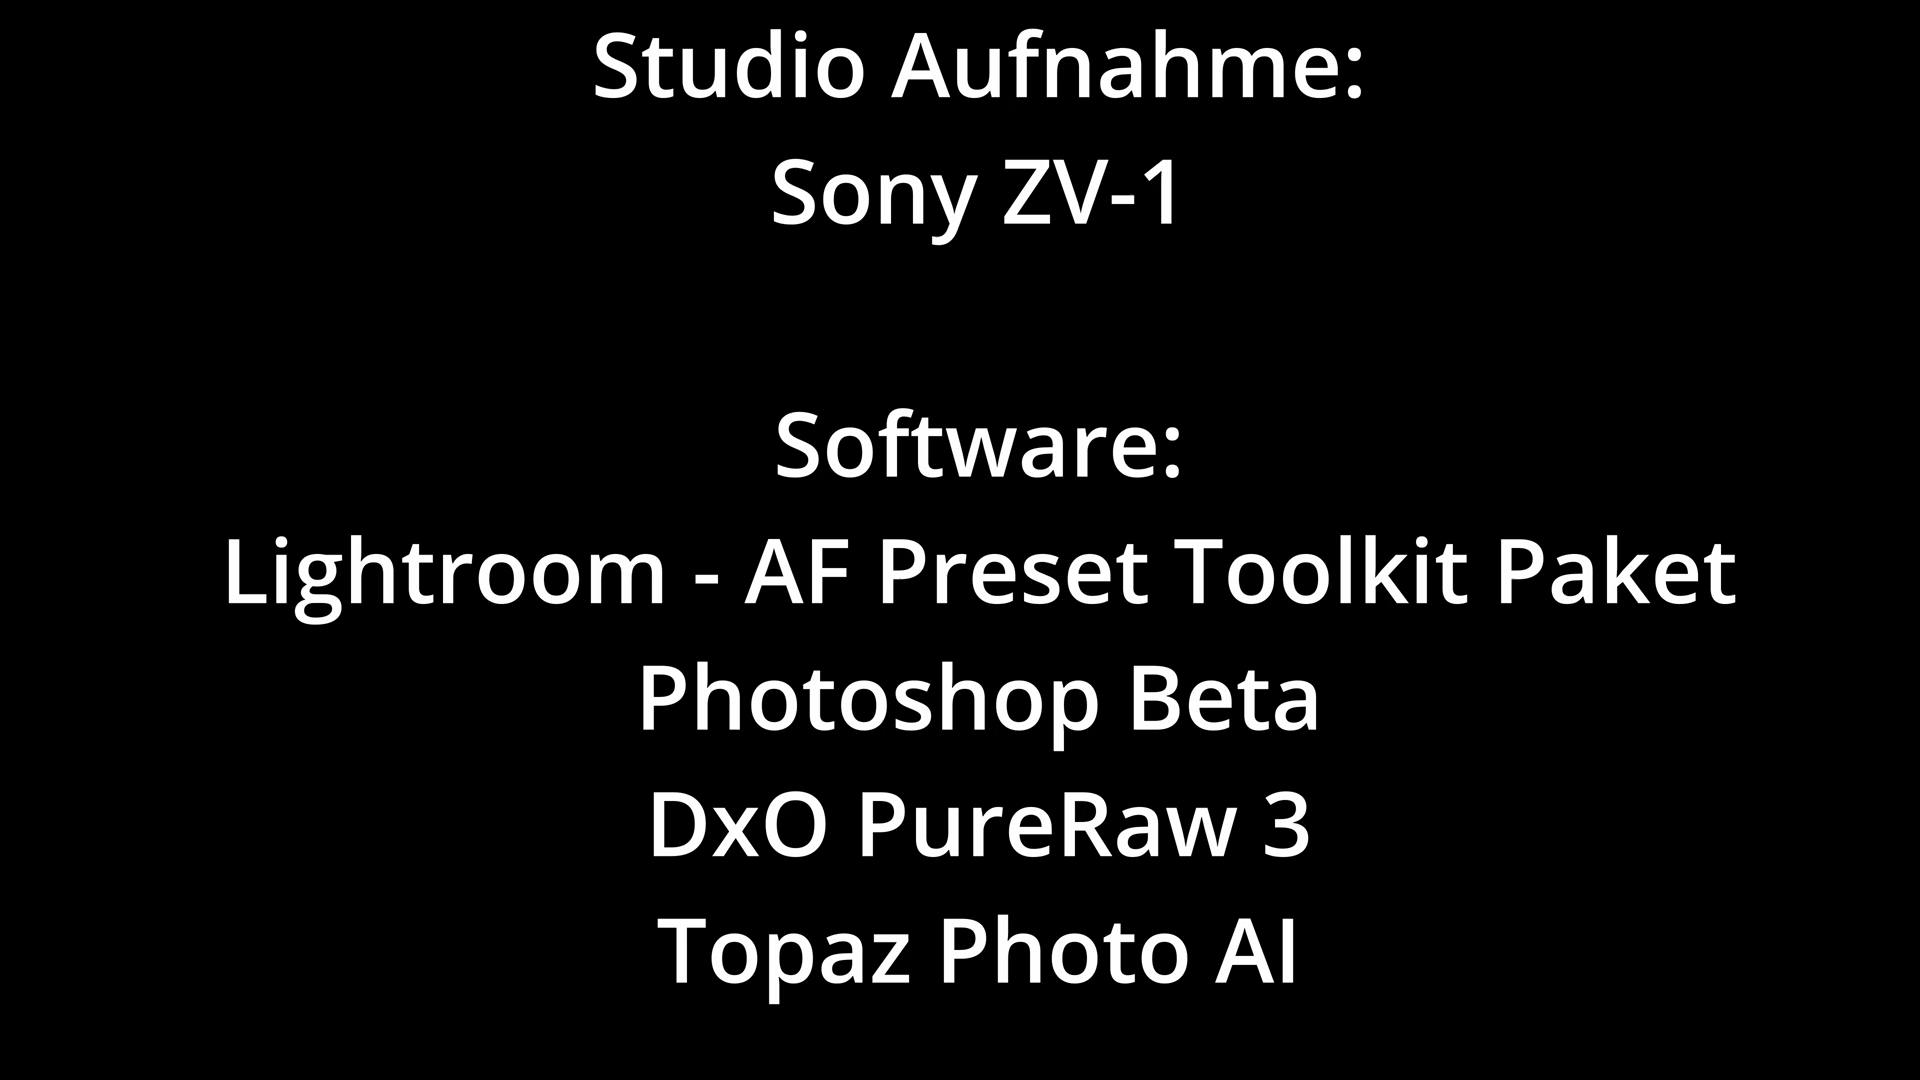 Studio Aufnahme:
Sony ZV-1
Software:
Lightroom - AF Preset Toolkit Paket
Photoshop Beta
DxO PureRaw 3
Topaz Photo AI